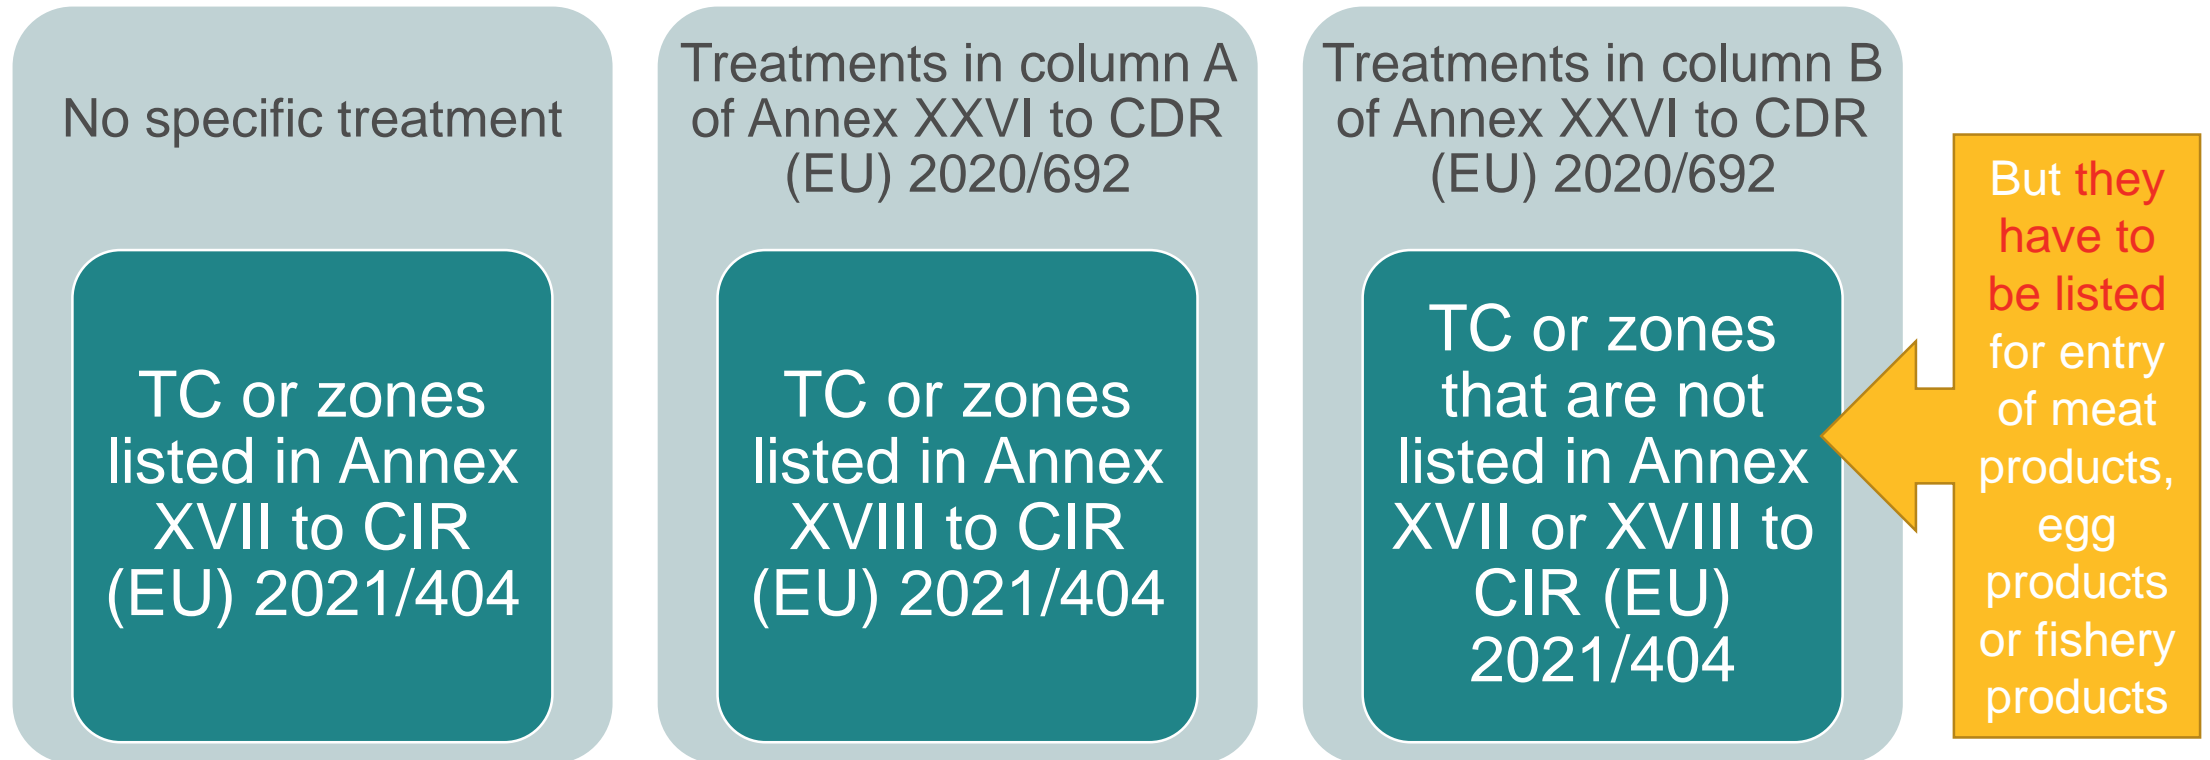 No specific treatment
TC or zones
listed in Annex
XVII to CIR
(EU) 2021/404
Treatments in column A
of Annex XXVI to CDR
(EU) 2020/692
TC or zones
listed in Annex
XVIII to CIR
(EU) 2021/404
Treatments in column B
of Annex XXVI to CDR
(EU) 2020/692
TC or zones
that are not
listed in Annex
XVII or XVIII to
CIR (EU)
2021/404
But they
have to
be listed
for entry
of meat
products,
egg
products
or fishery
products